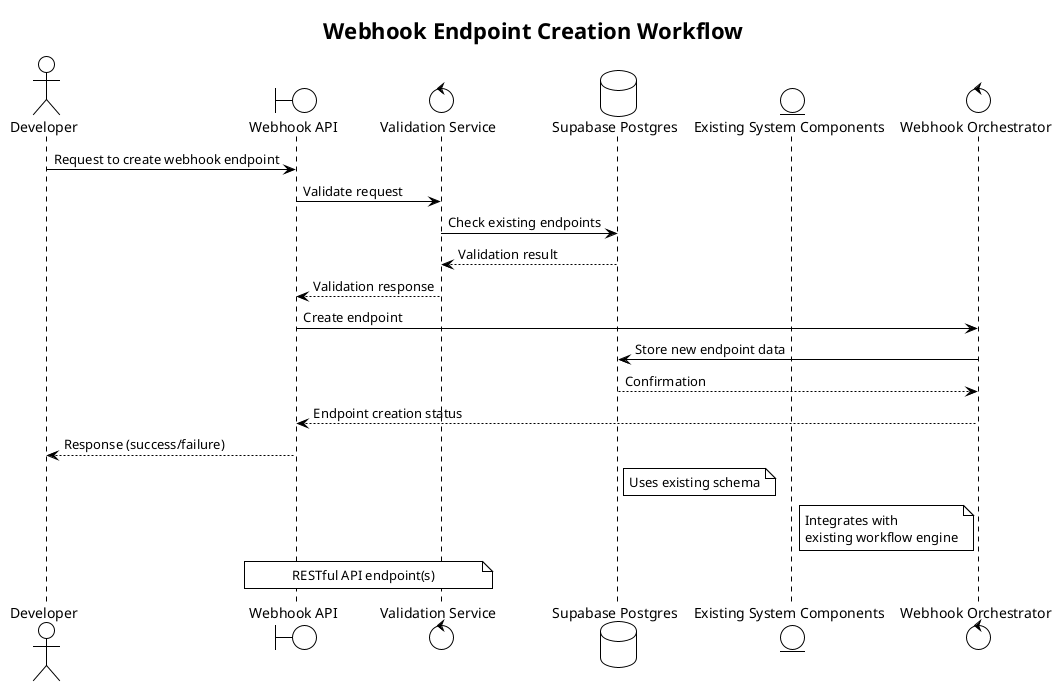 Webhook Endpoint Creation Workflow
Developer
Webhook API
Validation Service
Supabase Postgres
Existing System Components
Webhook Orchestrator
Request to create webhook endpoint
Validate request
Check existing endpoints
Validation result
Validation response
Create endpoint
Store new endpoint data
Confirmation
Endpoint creation status
Response (success/failure)
Uses existing schema
Integrates with
existing workflow engine
RESTful API endpoint(s)
Developer
Webhook API
Validation Service
Supabase Postgres
Existing System Components
Webhook Orchestrator